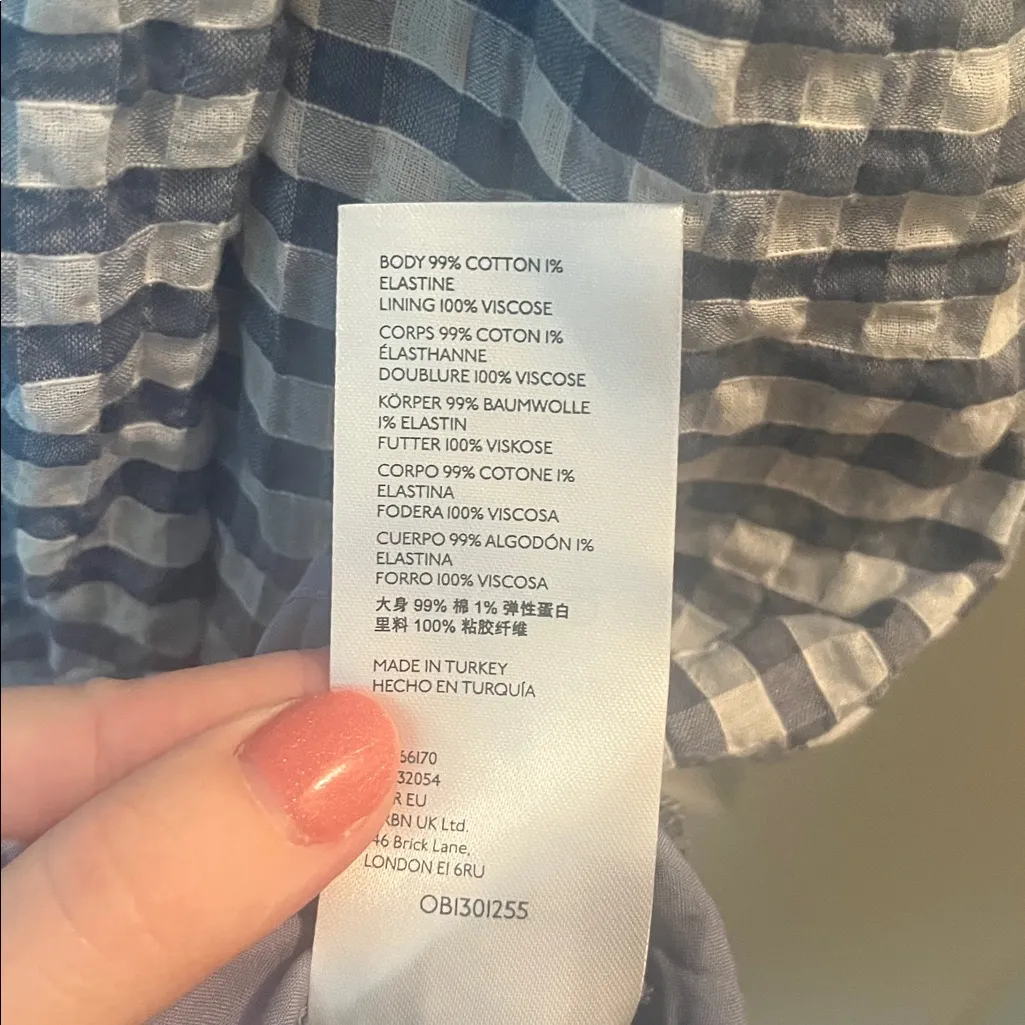 BODY 99% COTTON 1%
ELASTINE
LINING 100% VISCOSE
CORPS 99% COTON 1%
ÉLASTHANNE
DOUBLURE 100% VISCOSE
KÖRPER 99% BAUMWOLLE
1% ELASTIN
FUTTER 100% VISKOSE
CORPO 99% COTONE 1%
ELASTINA
FODERA 100% VISCOSA
CUERPO 99% ALGODÓN 1%
ELASTINA
FORRO 100% VISCOSA
大身 99% 棉 1% 弹性蛋白
里料 100% 粘胶纤维
MADE IN TURKEY
HECHO EN TURQUÍA
EU
UK Ltd.
46 Brick Lane,
LONDON E1 6RU
OB1301255